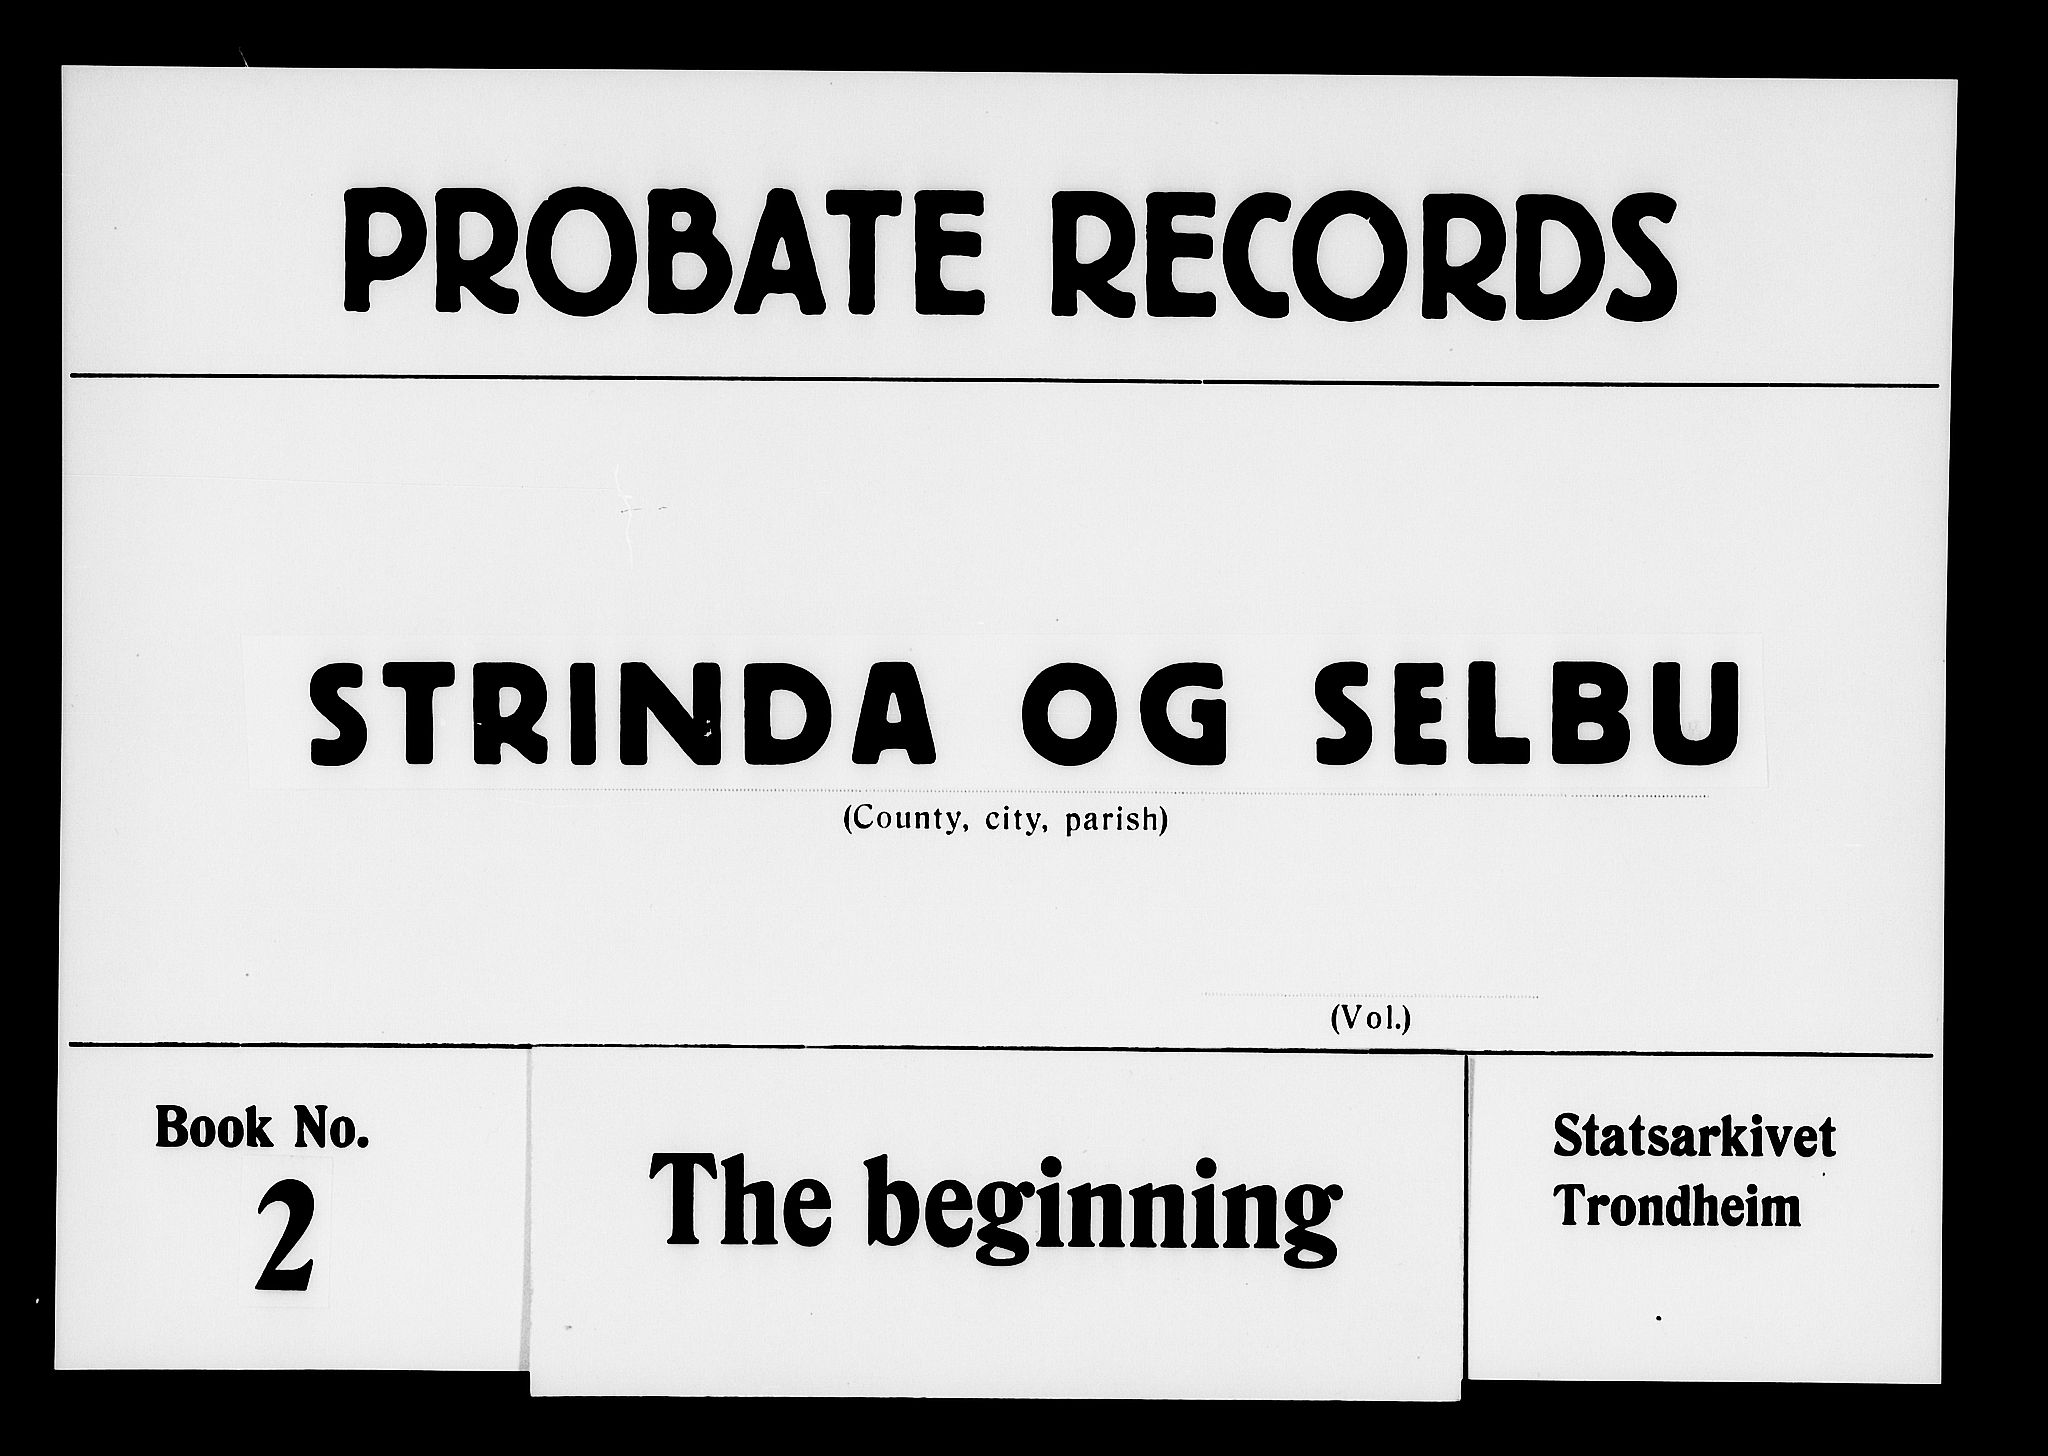 PROBATE RECORDS
STRINDA OG SELBU
(County, city, parish)
(Vol.)
Book No.
2
The beginning
Statsarkivet
Trondheim